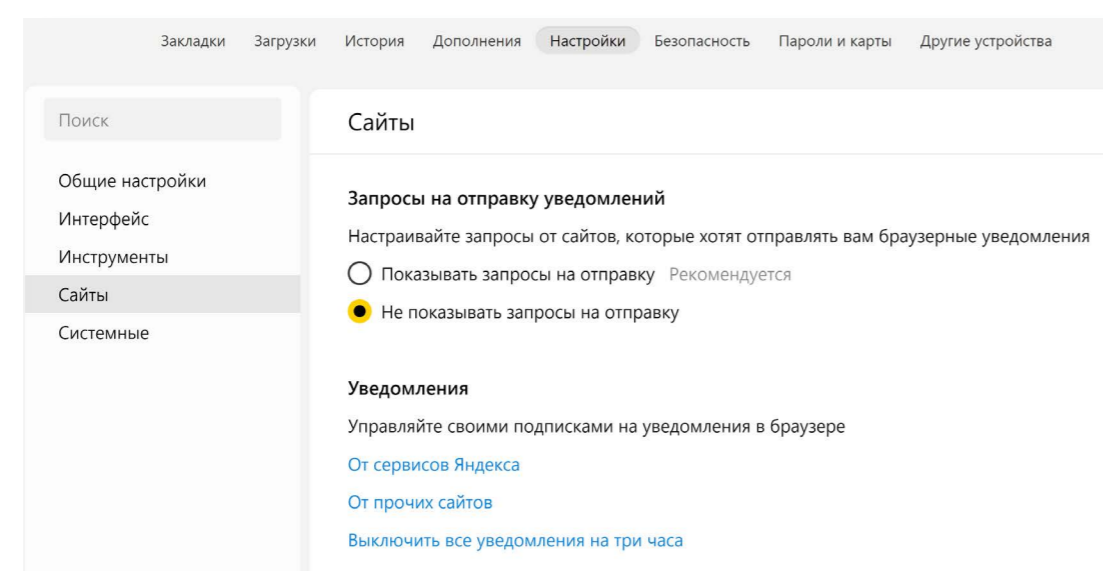 Закладки Загрузки История Дополнения Настройки Безопасность Пароли и карты Другие устройства
Поиск
Общие настройки
Интерфейс
Инструменты
Сайты
Системные
Сайты
Запросы на отправку уведомлений
Настраивайте запросы от сайтов, которые хотят отправлять вам браузерные уведомления
Показывать запросы на отправку Рекомендуется
Не показывать запросы на отправку
Уведомления
Управляйте своими подписками на уведомления в браузере
От сервисов Яндекса
От прочих сайтов
Выключить все уведомления на три часа